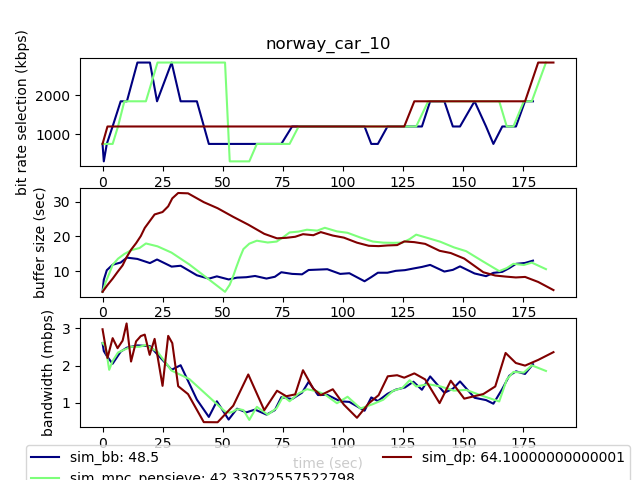 norway_car_10
bit rate selection (kbps)
2000
1000
0 25 50 75 100 125 150 175
buffer size (sec)
30
20
10
0 25 50 75 100 125 150 175
bandwidth (mbps)
3
2
1
0 25 50 75 100 125 150 175
time (sec)
sim_bb: 48.5
sim_mpc_pensieve: 42.33072557522798
sim_dp: 64.10000000000001